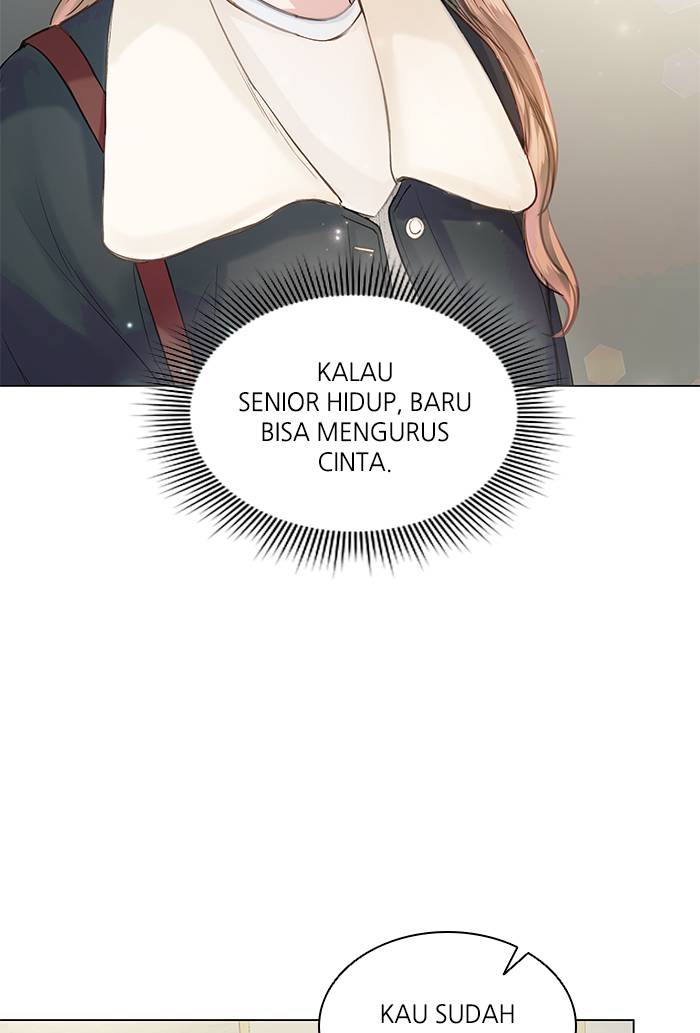 KALAU
SENIOR HIDUP, BARU
BISA MENGURUS
CINTA.
KAU SUDAH